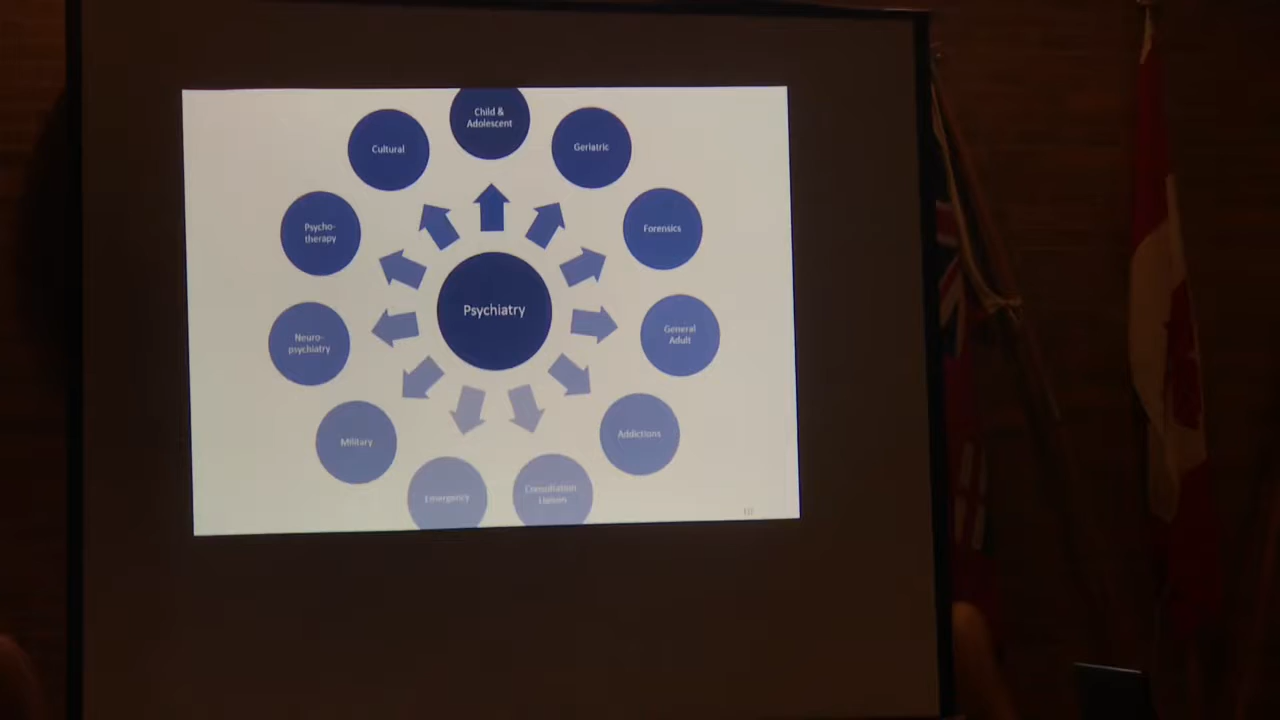 Child &
Adolescent
Geriatric
Forensics
General
Adult
Addictions
Consultation
Liaison
Emergency
Military
Neuro-
psychiatry
Psycho-
therapy
Cultural
Psychiatry